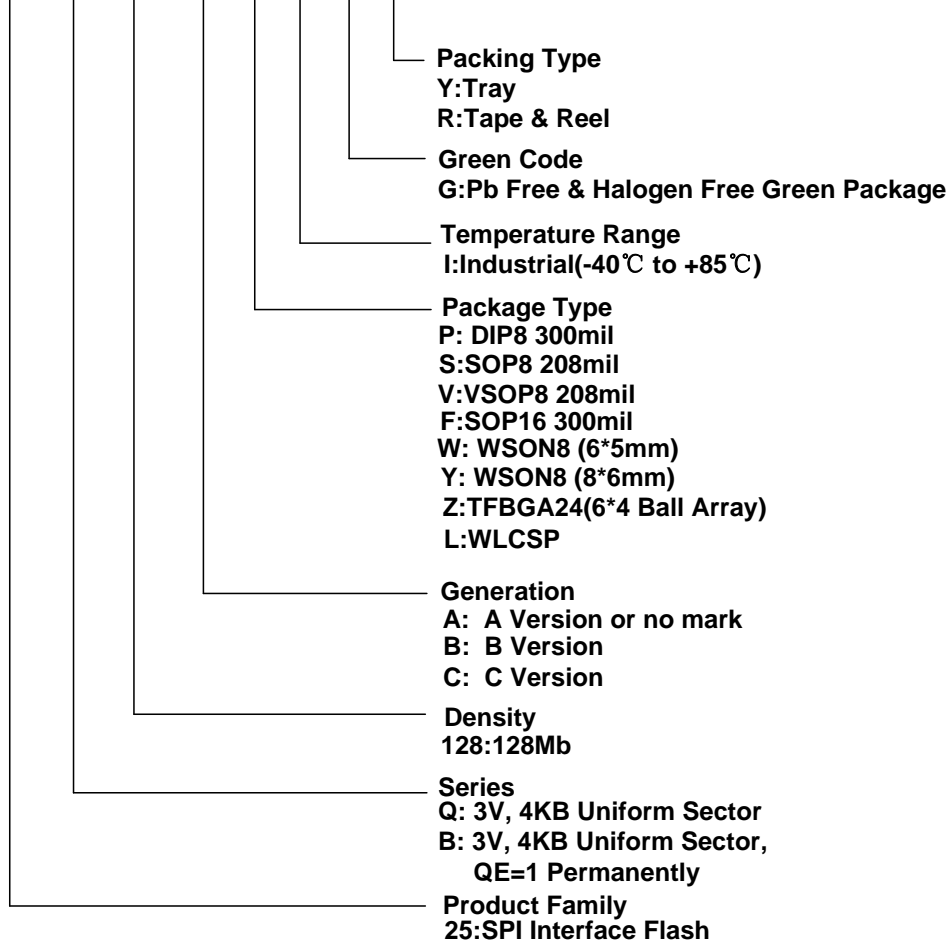 Packing Type
Y:Tray
R:Tape & Reel
Green Code
G:Pb Free & Halogen Free Green Package
Temperature Range
I:Industrial(-40℃ to +85℃)
Package Type
P: DIP8 300mil
S:SOP8 208mil
V:VSOP8 208mil
F:SOP16 300mil
W: WSON8 (6*5mm)
Y: WSON8 (8*6mm)
Z:TFBGA24(6*4 Ball Array)
L:WLCSP
Generation
A: A Version or no mark
B: B Version
C: C Version
Density
128:128Mb
Series
Q: 3V, 4KB Uniform Sector
B: 3V, 4KB Uniform Sector,
QE=1 Permanently
Product Family
25:SPI Interface Flash